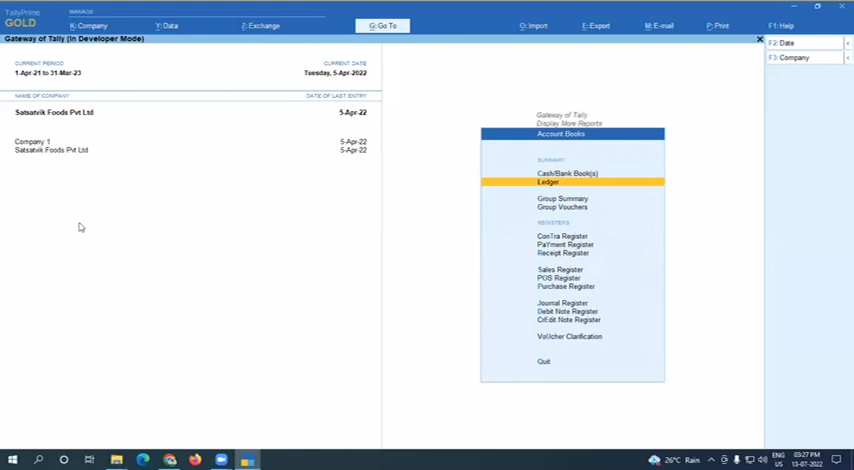 TallyPrime
GOLD
MANAGE
K:Company
Y:Data
Z:Exchange
G:Go To
O:Import
E:Export
M:E-mail
P:Print
F1:Help
Gateway of Tally (In Developer Mode)
F2: Date
F3: Company
CURRENT PERIOD
CURRENT DATE
1-Apr-21 to 31-Mar-23
Tuesday, 5-Apr-2022
NAME OF COMPANY
DATE OF LAST ENTRY
Satsatvik Foods Pvt Ltd
5-Apr-22
Company 1
5-Apr-22
Satsatvik Foods Pvt Ltd
5-Apr-22
Gateway of Tally
Display More Reports
Account Books
SUMMARY
Cash/Bank Book(s)
Ledger
Group Summary
Group Vouchers
REGISTERS
ConTra Register
PaYment Register
Receipt Register
Sales Register
POS Register
Purchase Register
Journal Register
Debit Note Register
CrEdit Note Register
VoUcher Clarification
Quit
26°C Rain
ENG
US
03:27 PM
13-07-2022